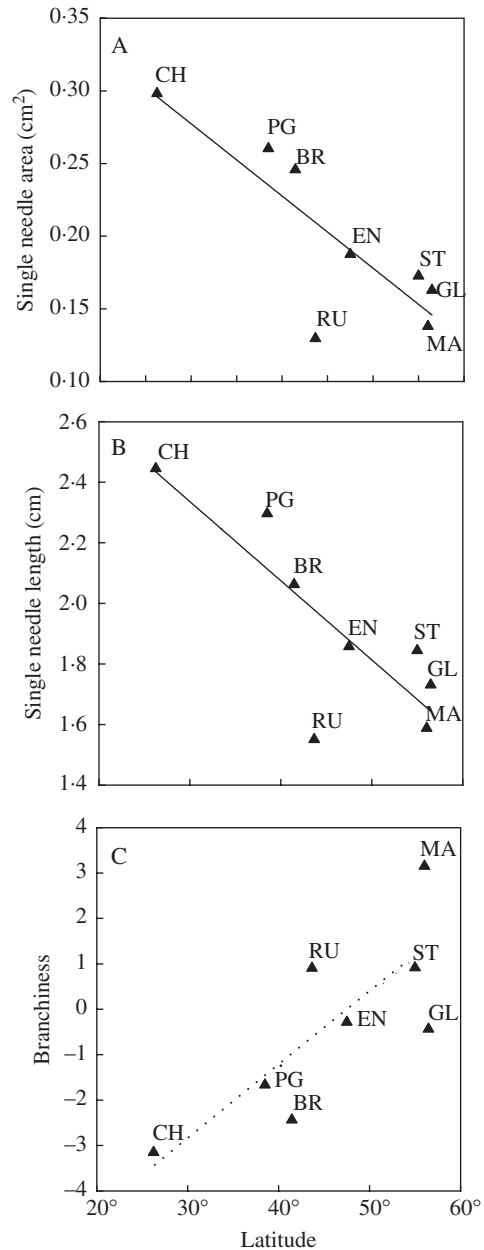 A
CH
PG
BR
EN
ST
GL
RU
MA
0·35
0·30
0·25
0·20
0·15
0·10
Single needle area (cm²)
B
CH
PG
BR
EN
ST
GL
RU
MA
2·6
2·4
2·2
2·0
1·8
1·6
1·4
Single needle length (cm)
C
MA
RU
ST
EN
GL
PG
BR
CH
4
3
2
1
0
−1
−2
−3
−4
Branchiness
20° 30° 40° 50° 60°
Latitude